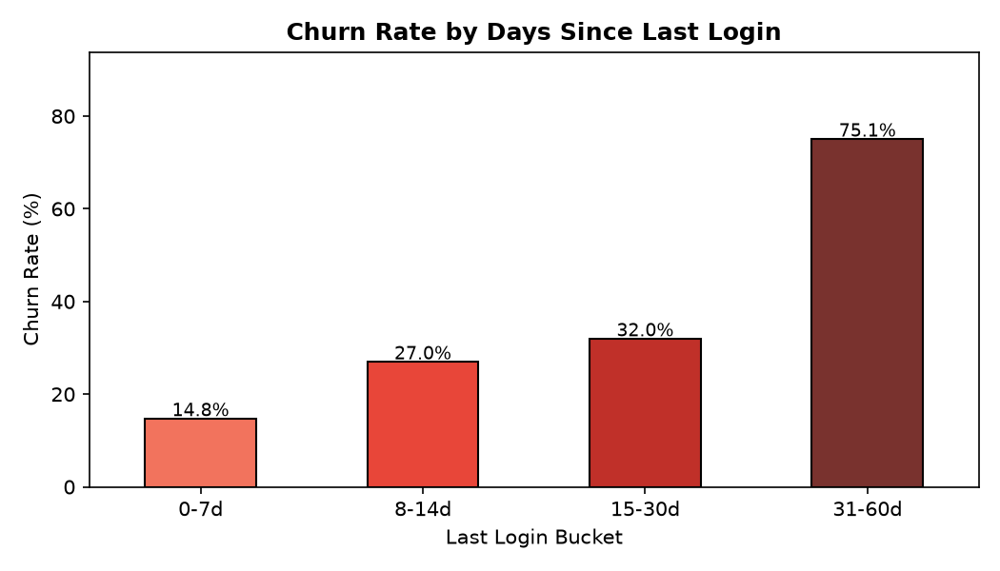 Churn Rate by Days Since Last Login
Churn Rate (%)
80
60
40
20
0
14.8%
27.0%
32.0%
75.1%
0-7d
8-14d
15-30d
31-60d
Last Login Bucket